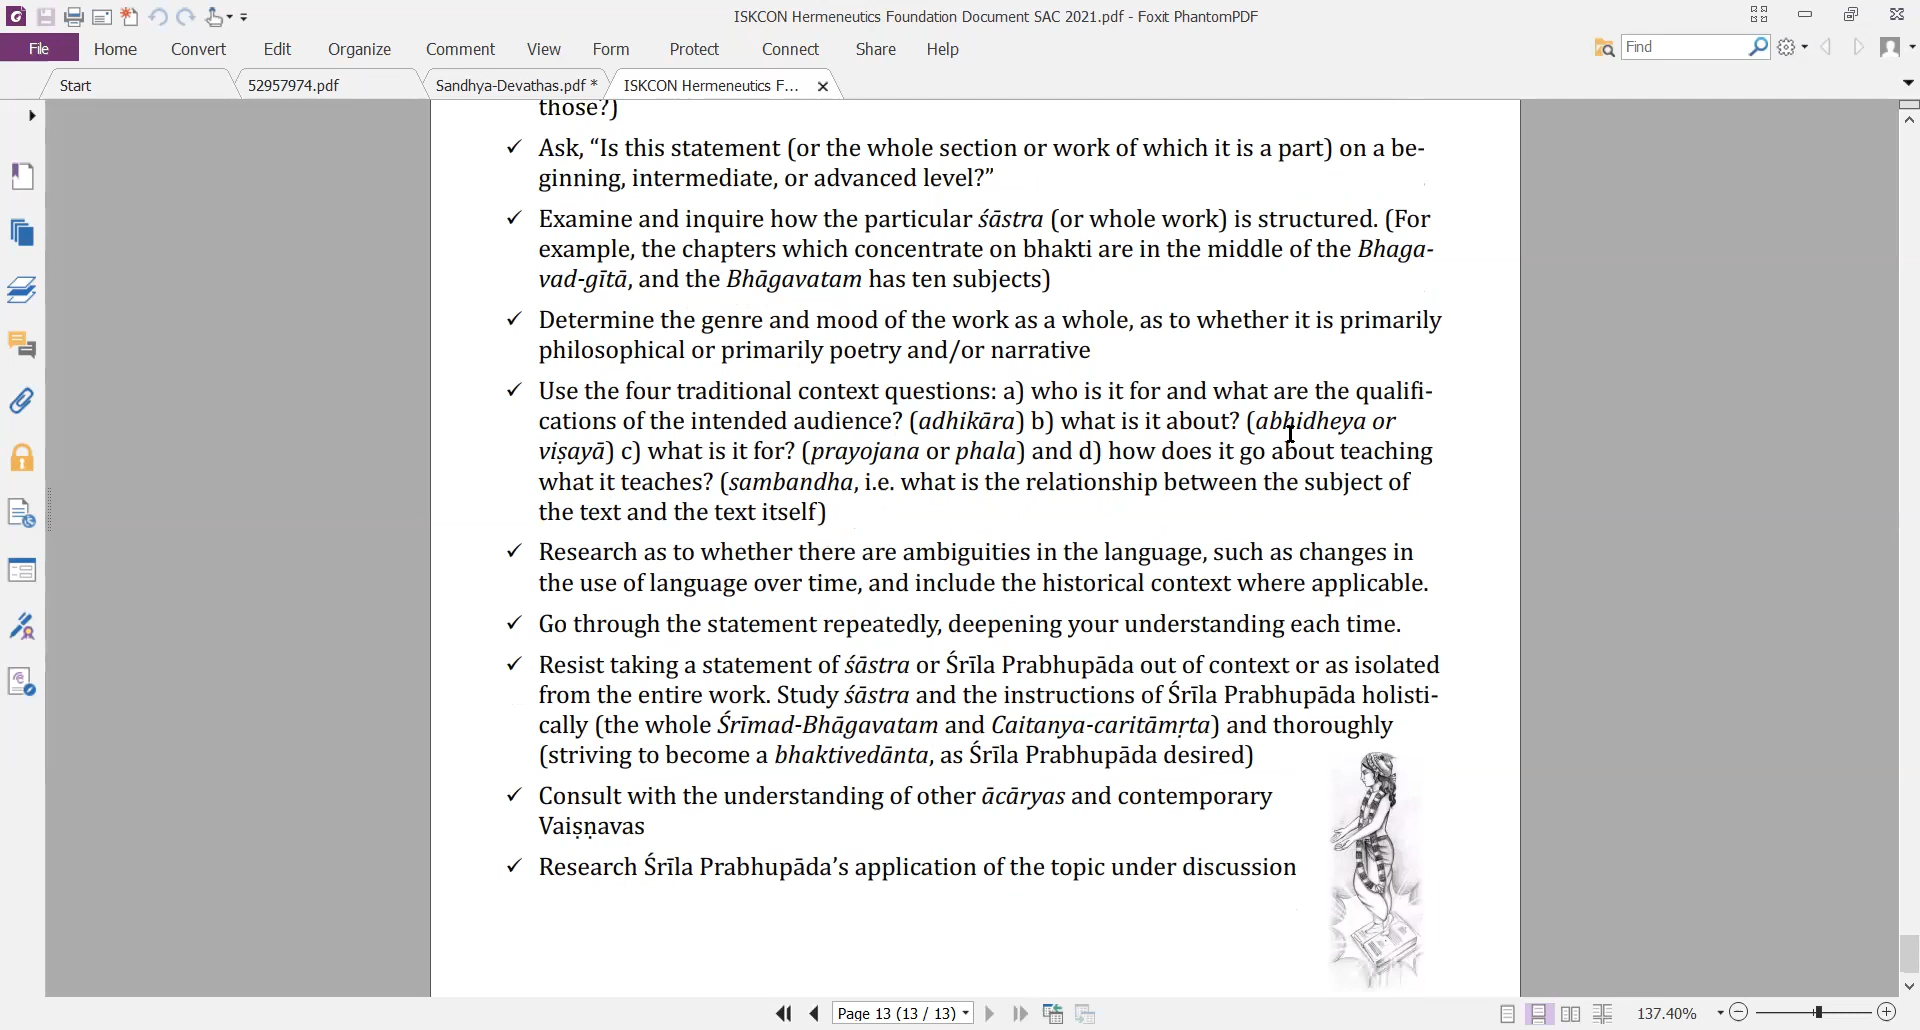 ISKCON Hermeneutics Foundation Document SAC 2021.pdf - Foxit PhantomPDF
File Home Convert Edit Organize Comment View Form Protect Connect Share Help
Find
Start 52957974.pdf Sandhya-Devathas.pdf * ISKCON Hermeneutics F...
those?)
✓ Ask, “Is this statement (or the whole section or work of which it is a part) on a be-
ginning, intermediate, or advanced level?”
✓ Examine and inquire how the particular śāstra (or whole work) is structured. (For
example, the chapters which concentrate on bhakti are in the middle of the Bhaga-
vad-gītā, and the Bhāgavatam has ten subjects)
✓ Determine the genre and mood of the work as a whole, as to whether it is primarily
philosophical or primarily poetry and/or narrative
✓ Use the four traditional context questions: a) who is it for and what are the qualifi-
cations of the intended audience? (adhikāra) b) what is it about? (abhidheya or
viṣayā) c) what is it for? (prayojana or phala) and d) how does it go about teaching
what it teaches? (sambandha, i.e. what is the relationship between the subject of
the text and the text itself)
✓ Research as to whether there are ambiguities in the language, such as changes in
the use of language over time, and include the historical context where applicable.
✓ Go through the statement repeatedly, deepening your understanding each time.
✓ Resist taking a statement of śāstra or Śrīla Prabhupāda out of context or as isolated
from the entire work. Study śāstra and the instructions of Śrīla Prabhupāda holisti-
cally (the whole Śrīmad-Bhāgavatam and Caitanya-caritāmṛta) and thoroughly
(striving to become a bhaktivedānta, as Śrīla Prabhupāda desired)
✓ Consult with the understanding of other ācāryas and contemporary
Vaiṣṇavas
✓ Research Śrīla Prabhupāda’s application of the topic under discussion
Page 13 (13 / 13) 137.40%